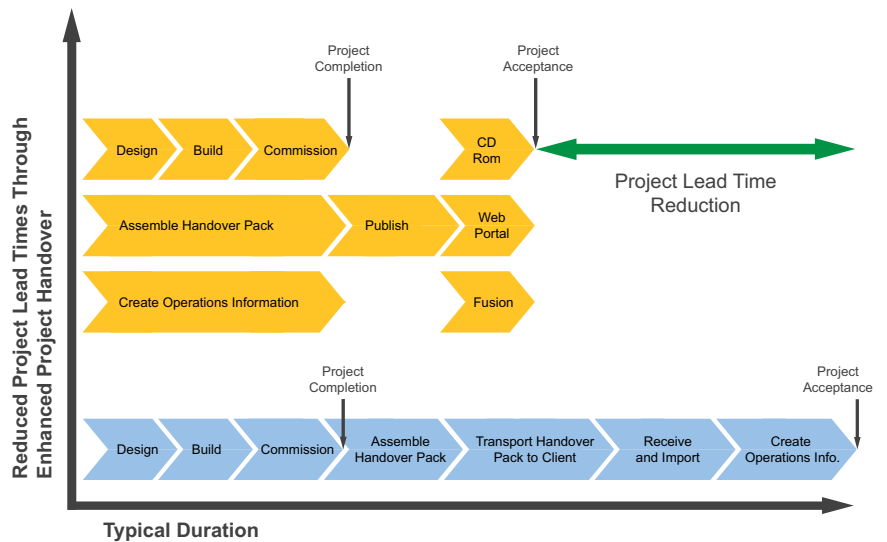 Reduced Project Lead Times Through
Enhanced Project Handover
Project
Completion
Project
Acceptance
Design
Build
Commission
CD
Rom
Project Lead Time
Reduction
Assemble Handover Pack
Publish
Web
Portal
Create Operations Information
Fusion
Project
Completion
Project
Acceptance
Design
Build
Commission
Assemble
Handover Pack
Transport Handover
Pack to Client
Receive
and Import
Create
Operations Info.
Typical Duration